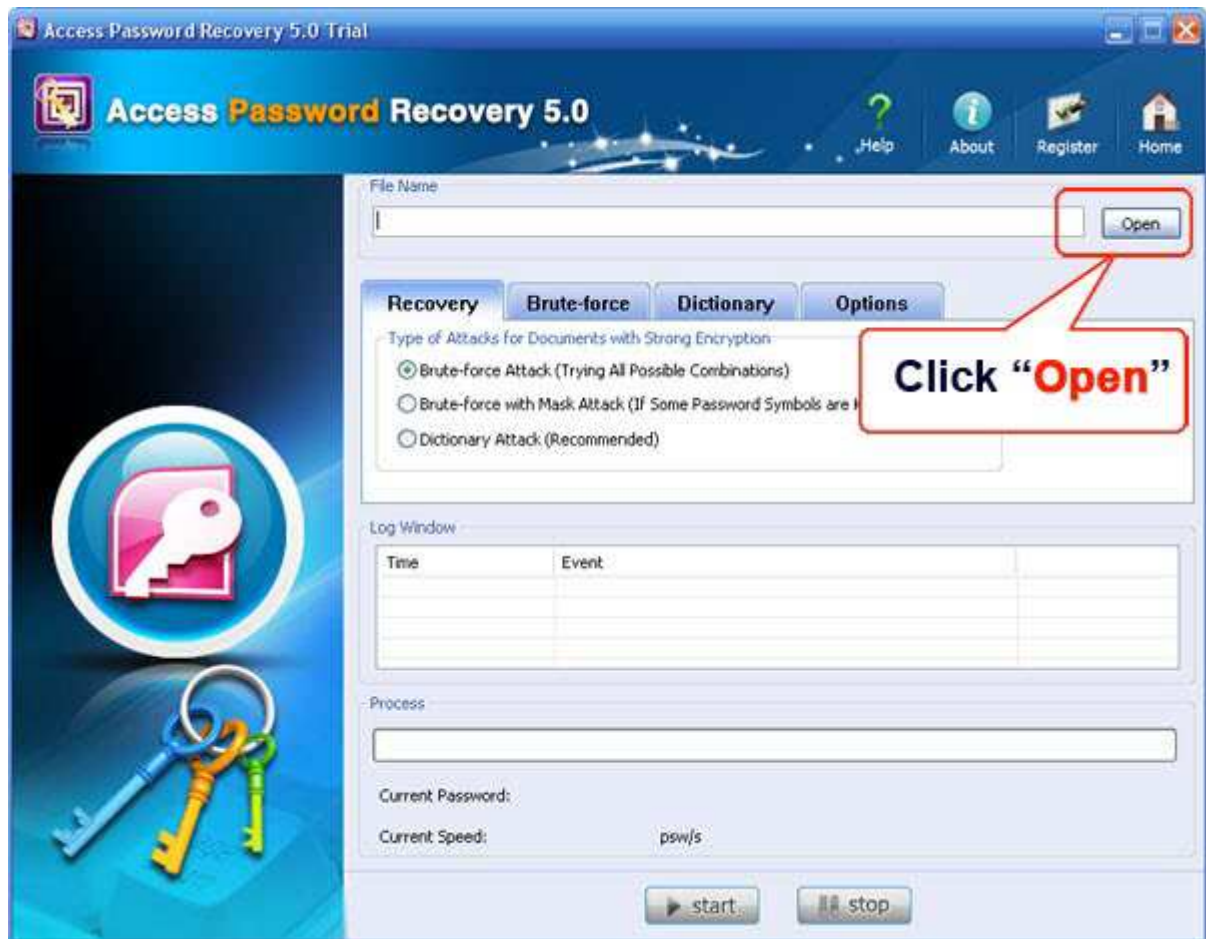 Access Password Recovery 5.0 Trial
Access Password Recovery 5.0
Help
About
Register
Home
File Name
Open
Recovery
Brute-force
Dictionary
Options
Type of Attacks for Documents with Strong Encryption
Brute-force Attack (Trying All Possible Combinations)
Brute-force with Mask Attack (If Some Password Symbols are
Dictionary Attack (Recommended)
Click “Open”
Log Window
Time
Event
Process
Current Password:
Current Speed:
psw/s
start
stop